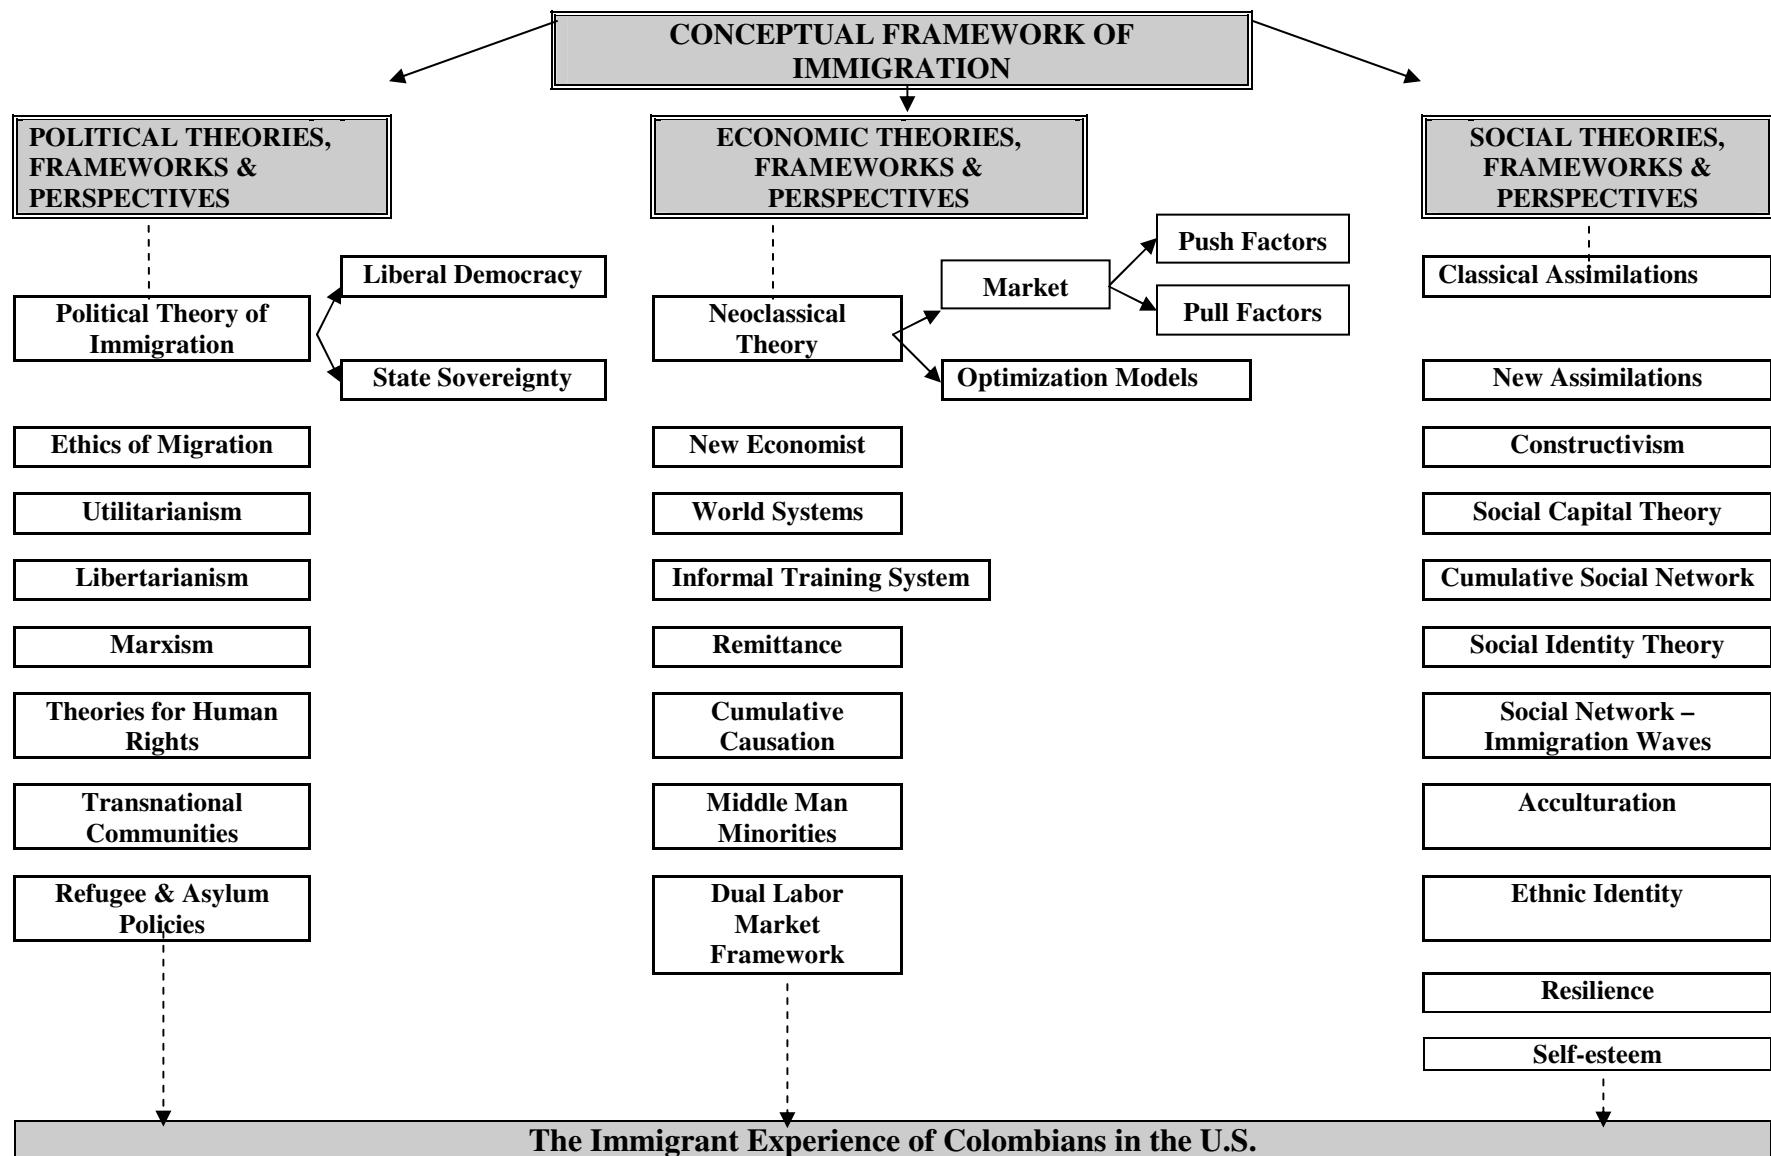 CONCEPTUAL FRAMEWORK OF
IMMIGRATION
POLITICAL THEORIES,
FRAMEWORKS &
PERSPECTIVES
Political Theory of
Immigration
Liberal Democracy
State Sovereignty
Ethics of Migration
Utilitarianism
Libertarianism
Marxism
Theories for Human
Rights
Transnational
Communities
Refugee & Asylum
Policies
ECONOMIC THEORIES,
FRAMEWORKS &
PERSPECTIVES
Neoclassical
Theory
Market
Push Factors
Pull Factors
Optimization Models
New Economist
World Systems
Informal Training System
Remittance
Cumulative
Causation
Middle Man
Minorities
Dual Labor
Market
Framework
SOCIAL THEORIES,
FRAMEWORKS &
PERSPECTIVES
Classical Assimilations
New Assimilations
Constructivism
Social Capital Theory
Cumulative Social Network
Social Identity Theory
Social Network –
Immigration Waves
Acculturation
Ethnic Identity
Resilience
Self-esteem
The Immigrant Experience of Colombians in the U.S.